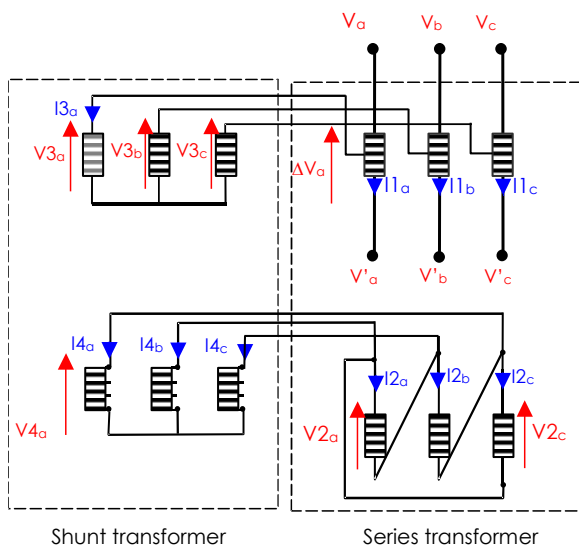 Va Vb Vc
I3a
V3a V3b V3c
ΔVa
I1a I1b I1c
V'a V'b V'c
I4a I4b I4c
V4a
I2a I2b I2c
V2a V2c
Shunt transformer Series transformer